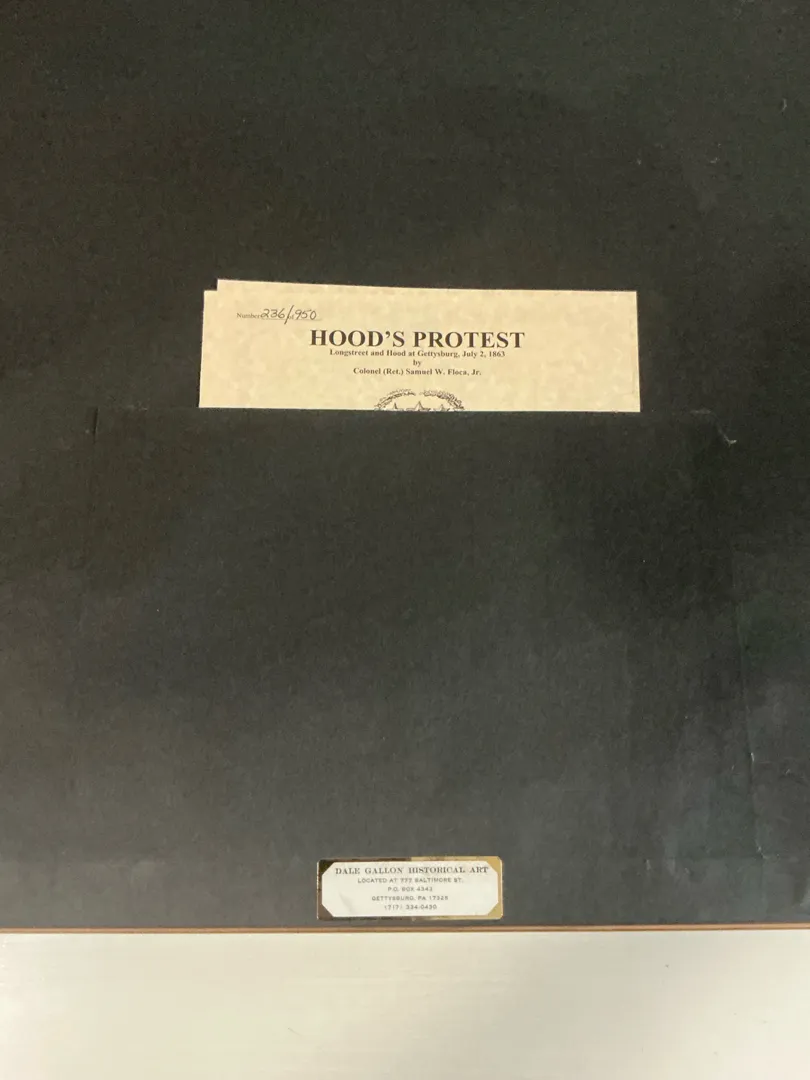 Number 236/of 950
HOOD'S PROTEST
Longstreet and Hood at Gettysburg, July 2, 1863
by
Colonel (Ret.) Samuel W. Floca, Jr.
DALE GALLON HISTORICAL ART
LOCATED AT 777 BALTIMORE ST.
P.O. BOX 4343
GETTYSBURG, PA 17325
(717) 334-0430